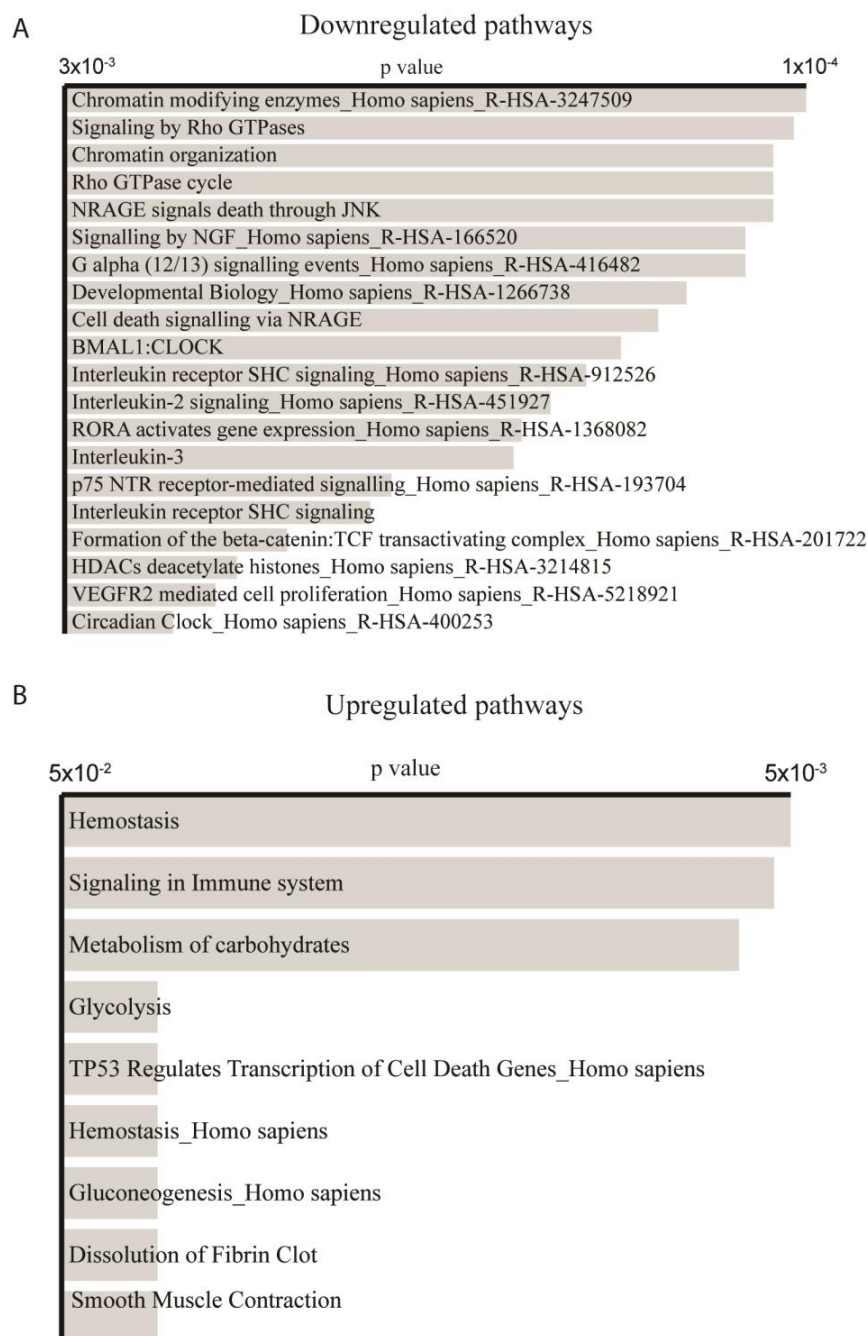 A
Downregulated pathways
3x10⁻³ p value 1x10⁻⁴
Chromatin modifying enzymes_Homo sapiens_R-HSA-3247509
Signaling by Rho GTPases
Chromatin organization
Rho GTPase cycle
NRAGE signals death through JNK
Signalling by NGF_Homo sapiens_R-HSA-166520
G alpha (12/13) signalling events_Homo sapiens_R-HSA-416482
Developmental Biology_Homo sapiens_R-HSA-1266738
Cell death signalling via NRAGE
BMAL1:CLOCK
Interleukin receptor SHC signaling_Homo sapiens_R-HSA-912526
Interleukin-2 signaling_Homo sapiens_R-HSA-451927
RORA activates gene expression_Homo sapiens_R-HSA-1368082
Interleukin-3
p75 NTR receptor-mediated signalling_Homo sapiens_R-HSA-193704
Interleukin receptor SHC signaling
Formation of the beta-catenin:TCF transactivating complex_Homo sapiens_R-HSA-201722
HDACs deacetylate histones_Homo sapiens_R-HSA-3214815
VEGFR2 mediated cell proliferation_Homo sapiens_R-HSA-5218921
Circadian Clock_Homo sapiens_R-HSA-400253
B
Upregulated pathways
5x10⁻² p value 5x10⁻³
Hemostasis
Signaling in Immune system
Metabolism of carbohydrates
Glycolysis
TP53 Regulates Transcription of Cell Death Genes_Homo sapiens
Hemostasis_Homo sapiens
Gluconeogenesis_Homo sapiens
Dissolution of Fibrin Clot
Smooth Muscle Contraction